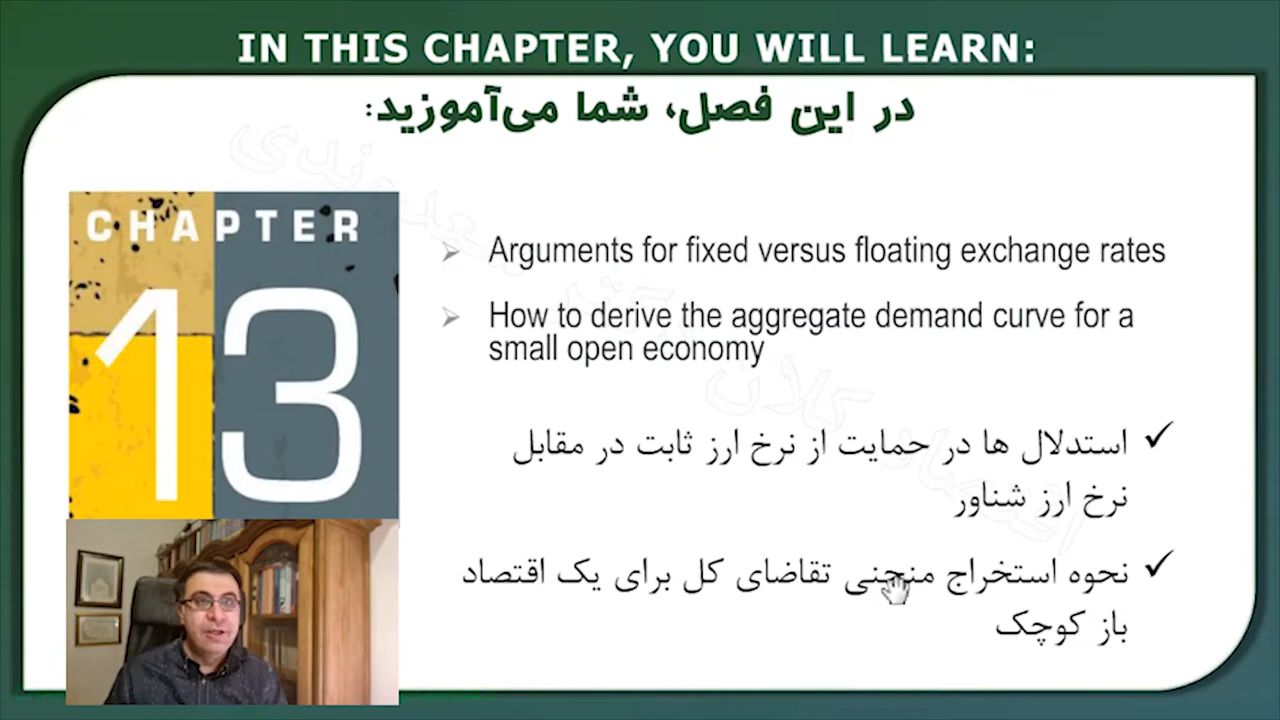 IN THIS CHAPTER, YOU WILL LEARN:
در این فصل، شما می‌آموزید:
CHAPTER
13
Arguments for fixed versus floating exchange rates
How to derive the aggregate demand curve for a
small open economy
استدلال ها در حمایت از نرخ ارز ثابت در مقابل
نرخ ارز شناور
نحوه استخراج منحنی تقاضای کل برای یک اقتصاد
باز کوچک